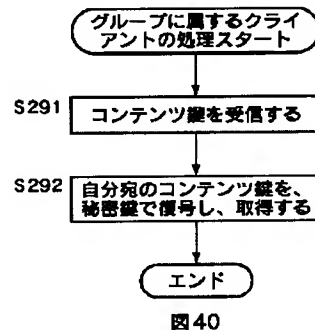 グループに属するクライ
アントの処理スタート
S291
コンテンツ鍵を受信する
S292
自分宛のコンテンツ鍵を、
秘密鍵で復号し、取得する
エンド
図40